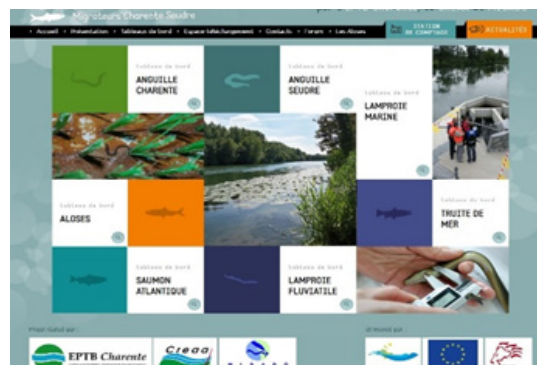 Migrateurs Charente Seudre
Accueil • Présentation • Tableaux de bord • Espace téléchargement • Contacts • Forum • Les Aloses
STATION
DE COMPTAGE
ACTUALITÉS
tableau de bord
ANGUILLE
CHARENTE
tableau de bord
ANGUILLE
SEUDRE
tableau de bord
LAMPROIE
MARINE
tableau de bord
ALOSES
tableau de bord
TRUITE DE
MER
tableau de bord
SAUMON
ATLANTIQUE
tableau de bord
LAMPROIE
FLUVIATILE
EPTB Charente
Creaa